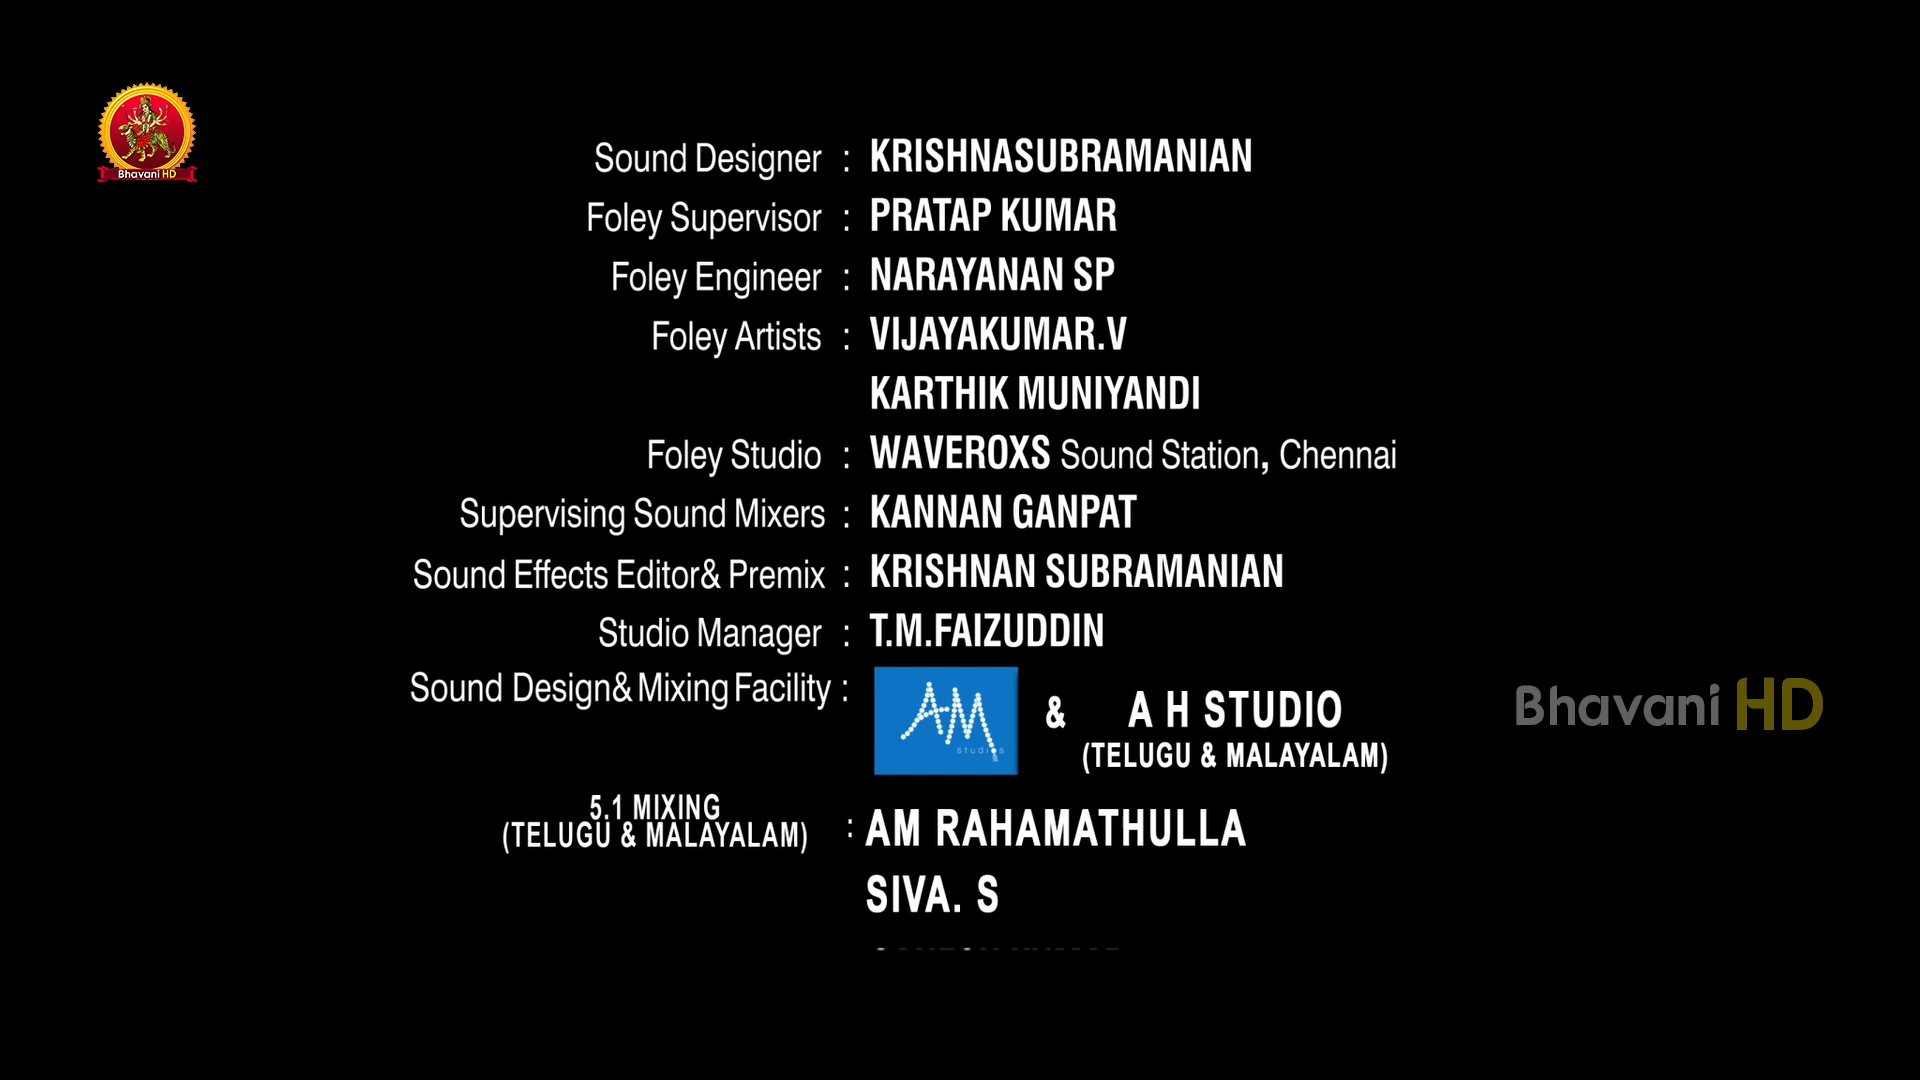 Bhavani HD
Sound Designer : KRISHNASUBRAMANIAN
Foley Supervisor : PRATAP KUMAR
Foley Engineer : NARAYANAN SP
Foley Artists : VIJAYAKUMAR.V
KARTHIK MUNIYANDI
Foley Studio : WAVEROXS Sound Station, Chennai
Supervising Sound Mixers : KANNAN GANPAT
Sound Effects Editor& Premix : KRISHNAN SUBRAMANIAN
Studio Manager : T.M.FAIZUDDIN
Sound Design& Mixing Facility : AM studios & A H STUDIO
(TELUGU & MALAYALAM)
Bhavani HD
5.1 MIXING
(TELUGU & MALAYALAM) : AM RAHAMATHULLA
SIVA. S